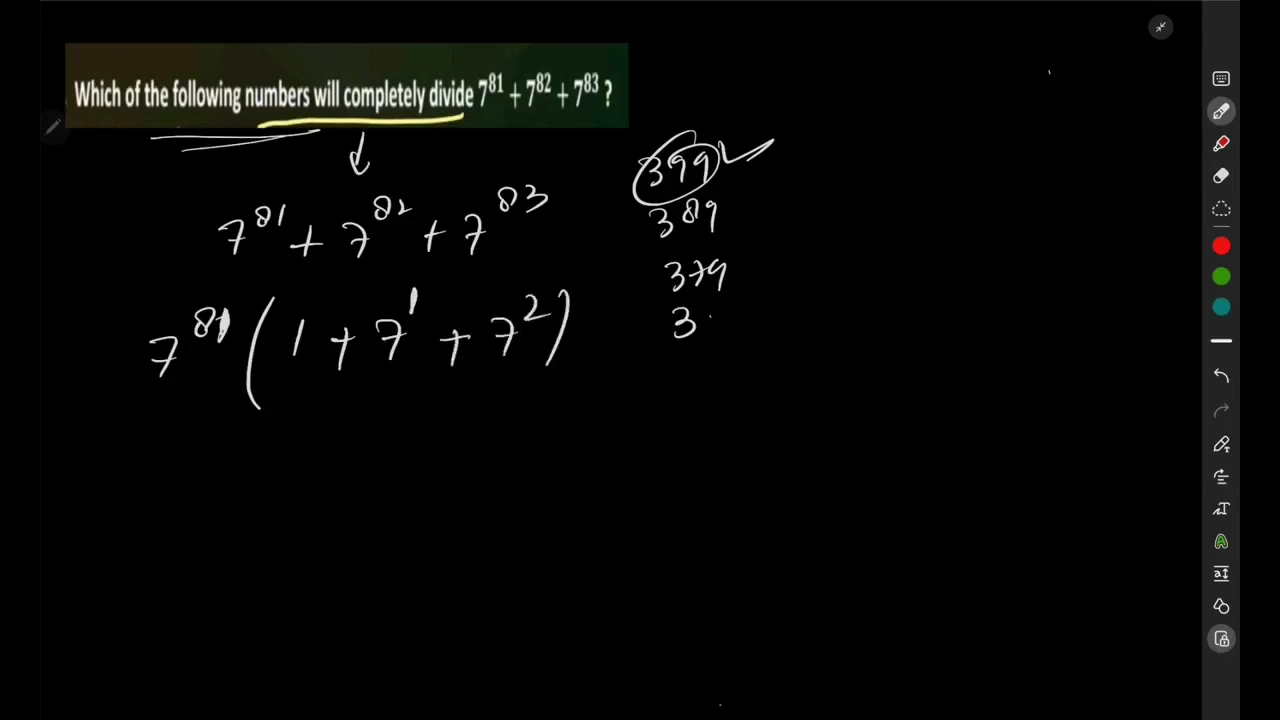 Which of the following numbers will completely divide 7⁸¹ + 7⁸² + 7⁸³ ?
7⁸¹ + 7⁸² + 7⁸³
7⁸¹ ( 1 + 7¹ + 7² )
399
389
379
3